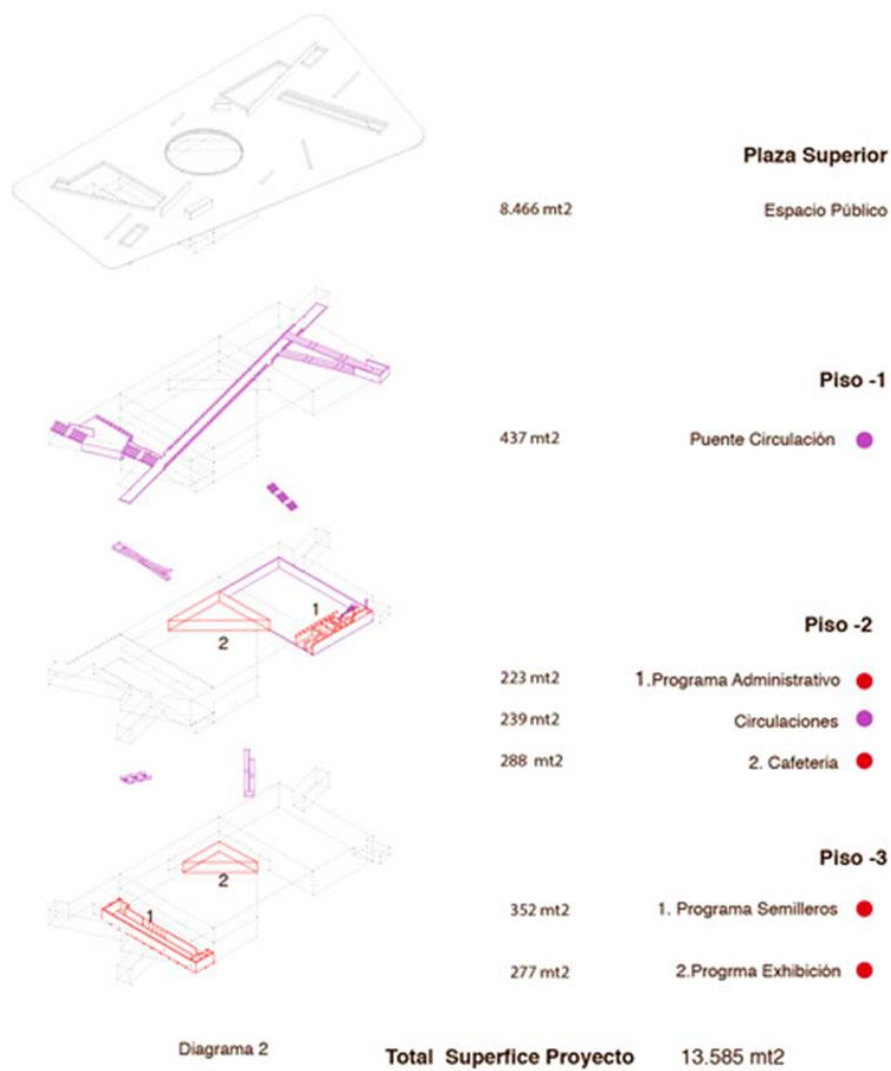 Plaza Superior
8.466 mt2 Espacio Público
Piso -1
437 mt2 Puente Circulación
1
2
Piso -2
223 mt2 1.Programa Administrativo
239 mt2 Circulaciones
288 mt2 2. Cafeteria
Piso -3
2
1
352 mt2 1. Programa Semilleros
277 mt2 2.Progrma Exhibición
Diagrama 2 Total Superfice Proyecto 13.585 mt2